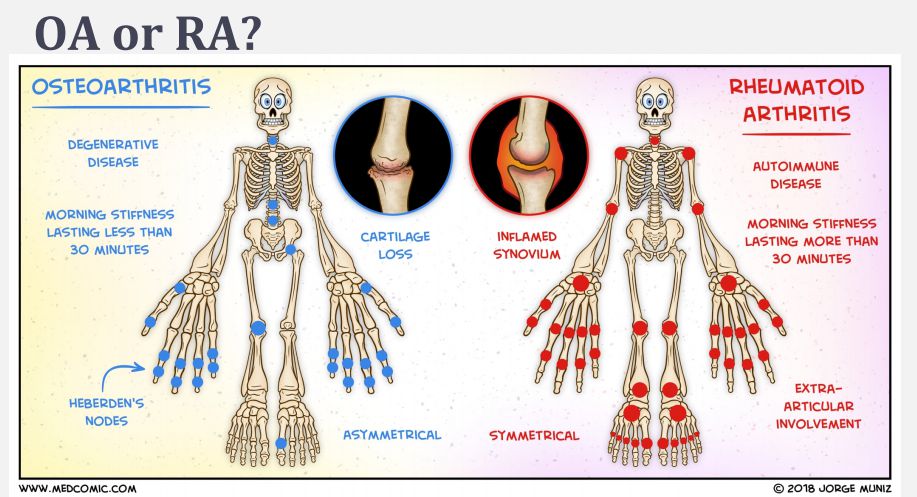 OA or RA?
OSTEOARTHRITIS
DEGENERATIVE
DISEASE
MORNING STIFFNESS
LASTING LESS THAN
30 MINUTES
CARTILAGE
LOSS
HEBERDEN'S
NODES
ASYMMETRICAL
RHEUMATOID
ARTHRITIS
AUTOIMMUNE
DISEASE
INFLAMED
SYNOVIUM
MORNING STIFFNESS
LASTING MORE THAN
30 MINUTES
SYMMETRICAL
EXTRA-
ARTICULAR
INVOLVEMENT
WWW.MEDCOMIC.COM
© 2018 JORGE MUNIZ